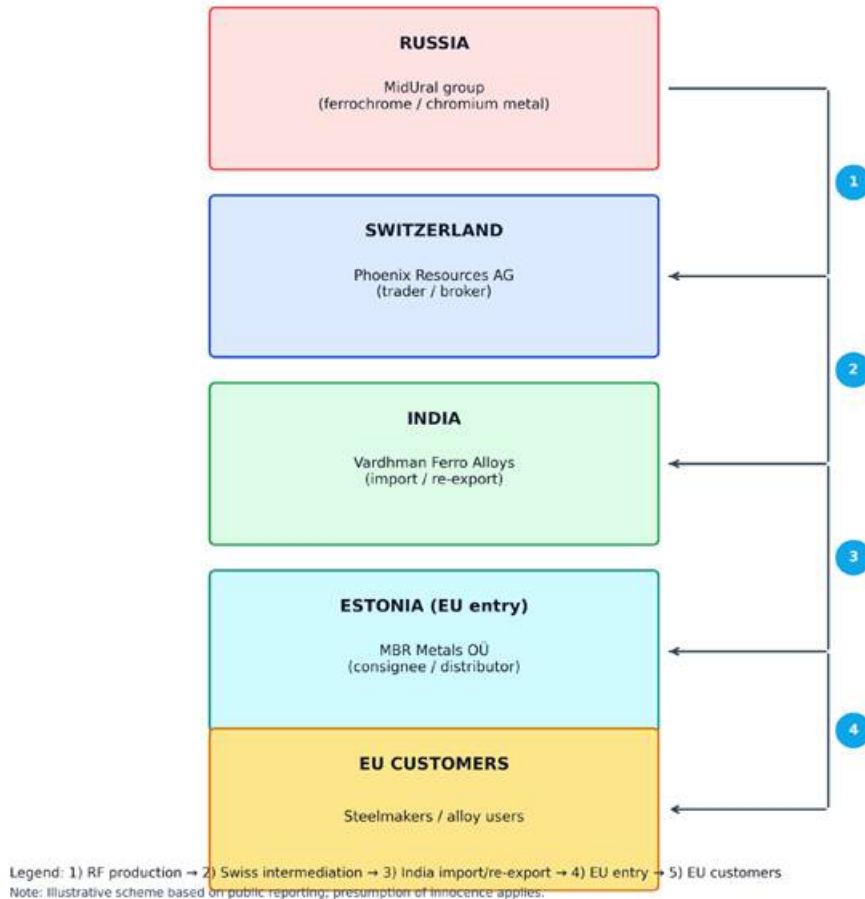 RUSSIA
MidUral group
(ferrochrome / chromium metal)
1
SWITZERLAND
Phoenix Resources AG
(trader / broker)
2
INDIA
Vardhman Ferro Alloys
(import / re-export)
3
ESTONIA (EU entry)
MBR Metals OÜ
(consignee / distributor)
4
EU CUSTOMERS
Steelmakers / alloy users
Legend: 1) RF production → 2) Swiss intermediation → 3) India import/re-export → 4) EU entry → 5) EU customers
Note: Illustrative scheme based on public reporting; presumption of innocence applies.